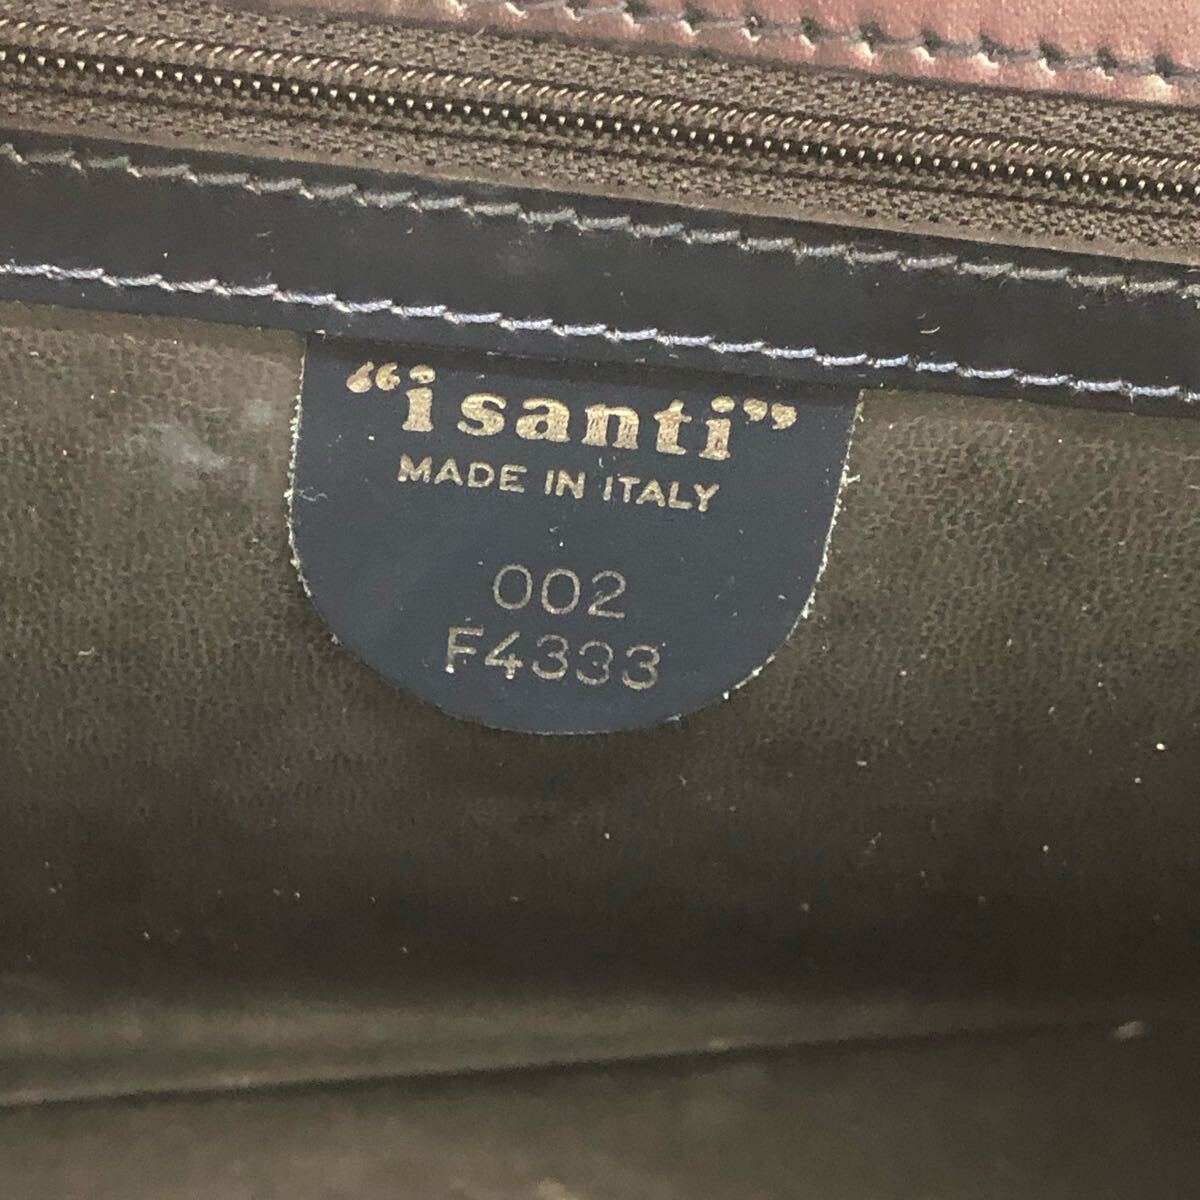 “isanti”
MADE IN ITALY
002
F4333